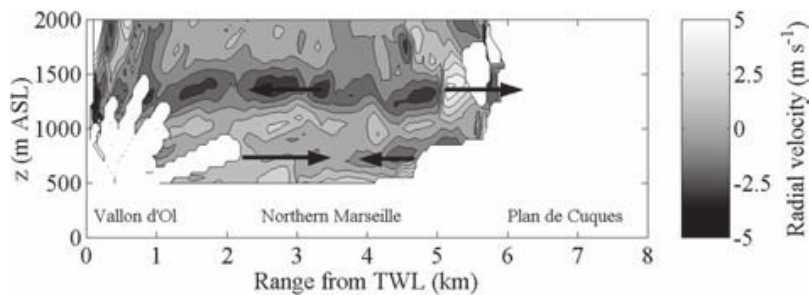 2000
1500
1000
500
0
z (m ASL)
Vallon d'Ol
Northern Marseille
Plan de Cuques
0 1 2 3 4 5 6 7 8
Range from TWL (km)
5
2.5
0
-2.5
-5
Radial velocity (m s⁻¹)